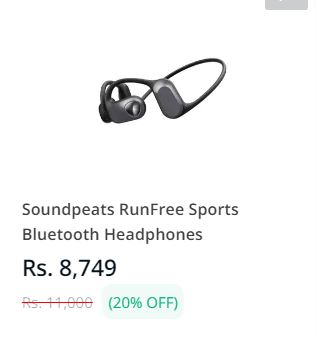 Soundpeats RunFree Sports
Bluetooth Headphones
Rs. 8,749
Rs. 11,000 (20% OFF)